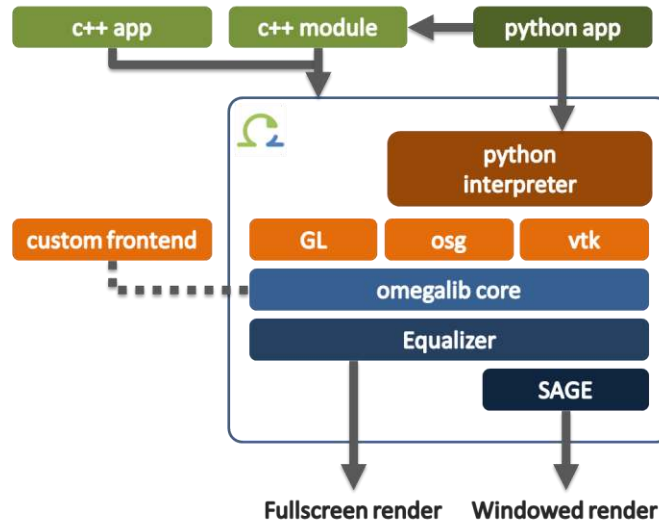 c++ app
c++ module
python app
python
interpreter
custom frontend
GL
osg
vtk
omegalib core
Equalizer
SAGE
Fullscreen render
Windowed render